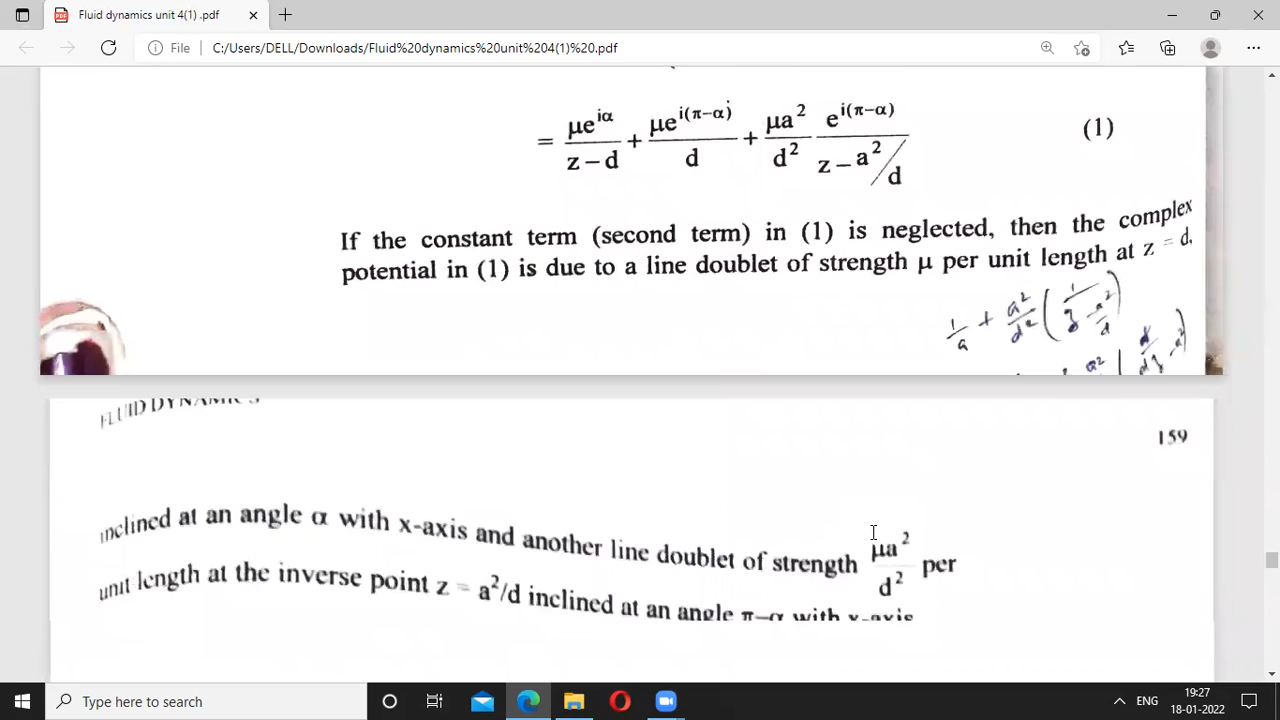 Fluid dynamics unit 4(1) .pdf
File C:/Users/DELL/Downloads/Fluid%20dynamics%20unit%204(1)%20.pdf
= μe^{iα}/(z – d) + μe^{i(π–α)}/d + μa²/d² e^{i(π–α)}/(z – a²/d) (1)
If the constant term (second term) in (1) is neglected, then the complex
potential in (1) is due to a line doublet of strength μ per unit length at z = d,
FLUID DYNAMICS
159
inclined at an angle α with x-axis and another line doublet of strength μa²/d² per
unit length at the inverse point z = a²/d inclined at an angle π–α with x-axis
Type here to search
ENG
19:27
18-01-2022